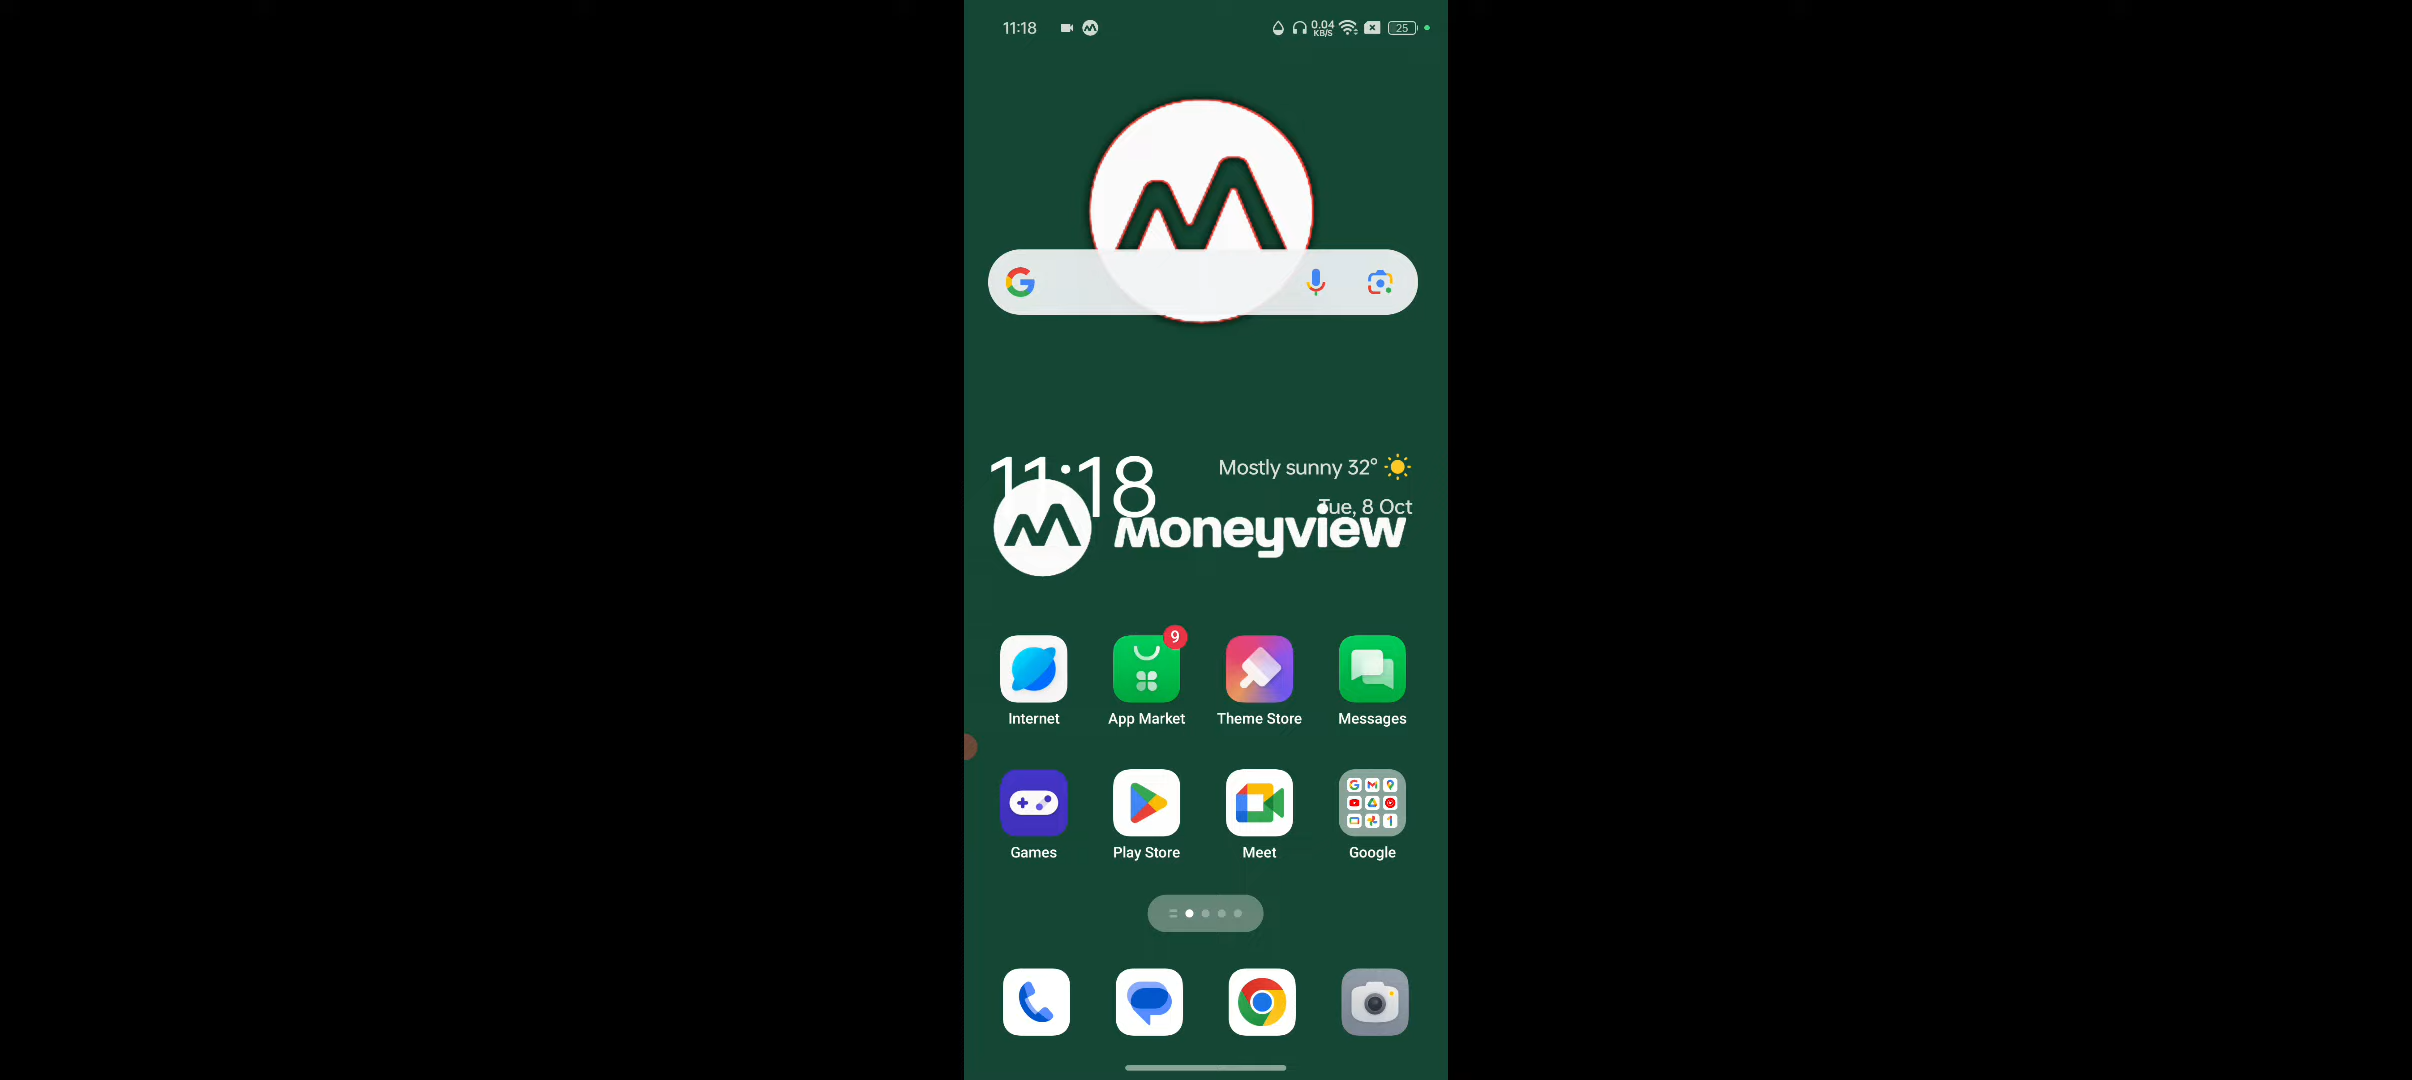 11:18
0.04
KB/S
25
11:18
Mostly sunny 32°
Tue, 8 Oct
moneyview
9
Internet
App Market
Theme Store
Messages
Games
Play Store
Meet
Google